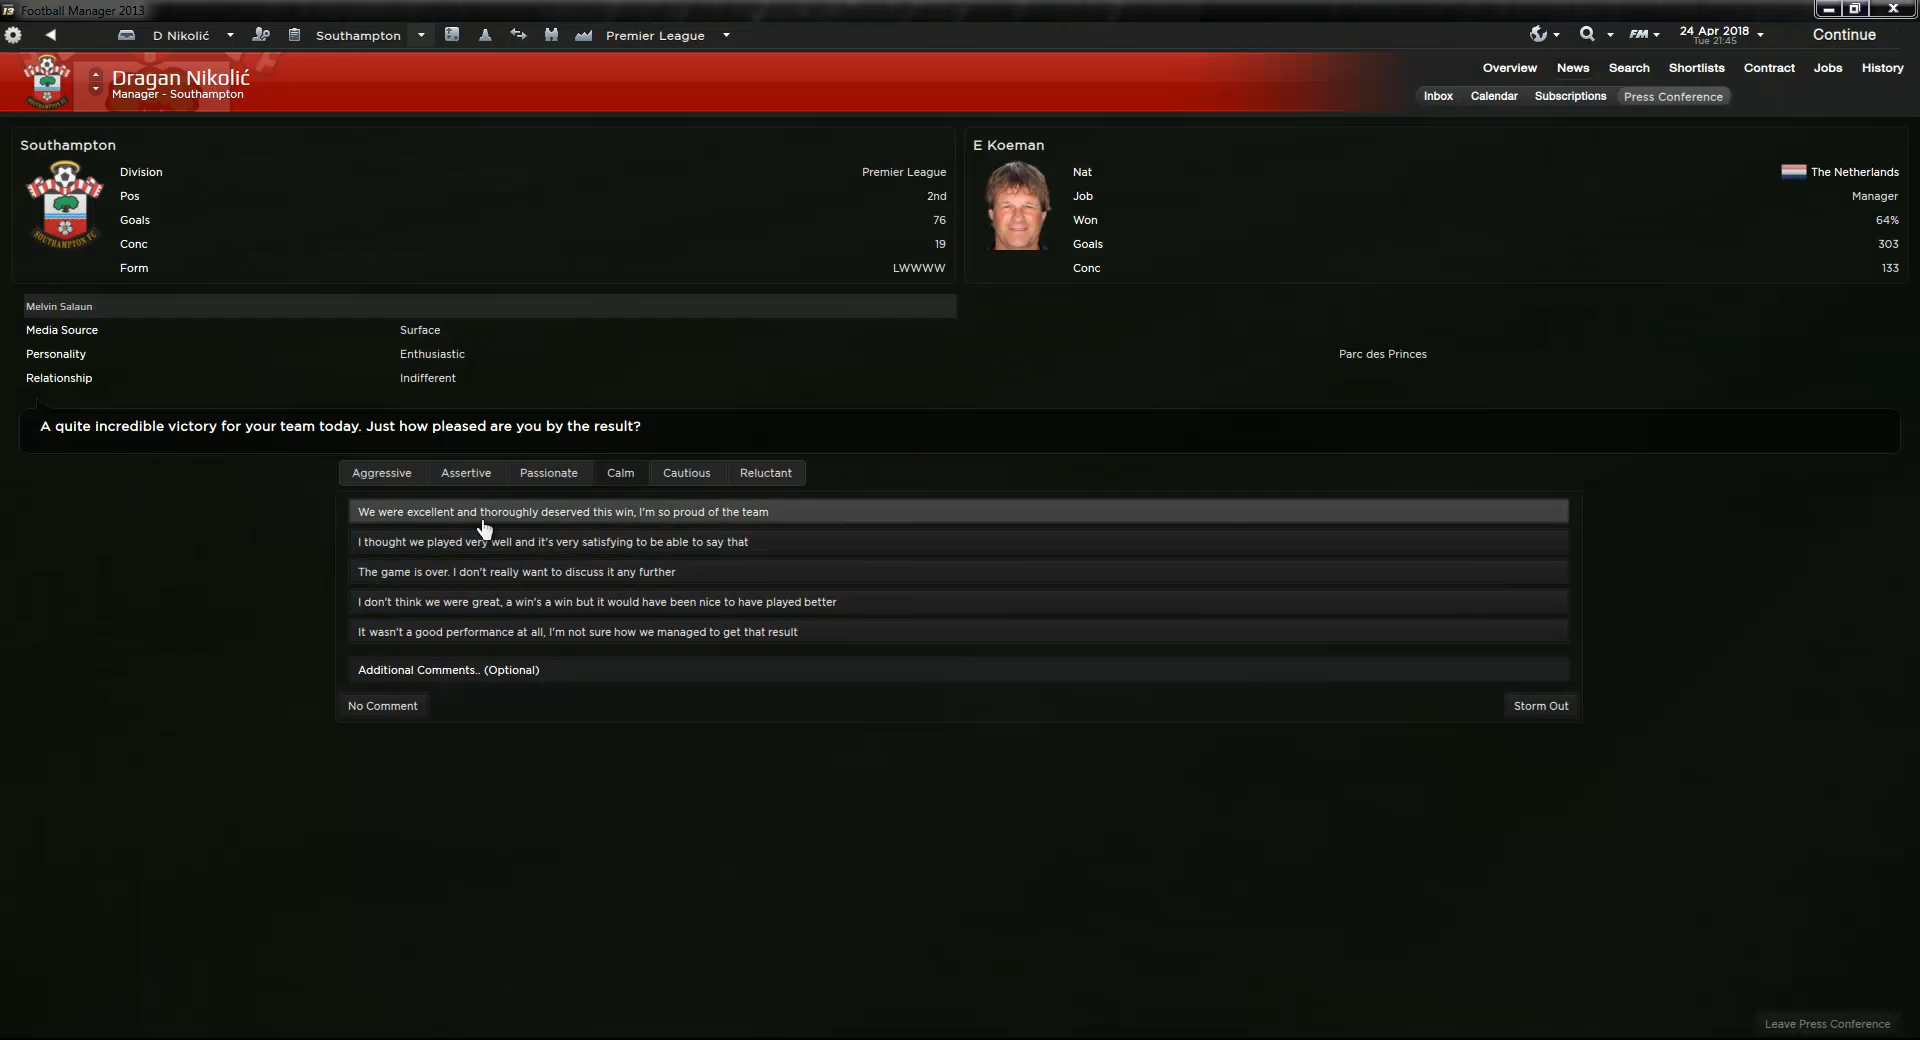 Football Manager 2013
D Nikolić Southampton Premier League FM 24 Apr 2018 Continue
Tue 21:45
Dragan Nikolić
Manager - Southampton
Overview News Search Shortlists Contract Jobs History
Inbox Calendar Subscriptions Press Conference
Southampton
Division Premier League
Pos 2nd
Goals 76
Conc 19
Form LWWWW
E Koeman
Nat The Netherlands
Job Manager
Won 64%
Goals 303
Conc 133
Melvin Salaun
Media Source Surface
Personality Enthusiastic
Relationship Indifferent
Parc des Princes
A quite incredible victory for your team today. Just how pleased are you by the result?
Aggressive Assertive Passionate Calm Cautious Reluctant
We were excellent and thoroughly deserved this win, I'm so proud of the team
I thought we played very well and it's very satisfying to be able to say that
The game is over. I don't really want to discuss it any further
I don't think we were great, a win's a win but it would have been nice to have played better
It wasn't a good performance at all, I'm not sure how we managed to get that result
Additional Comments.. (Optional)
No Comment Storm Out
Leave Press Conference